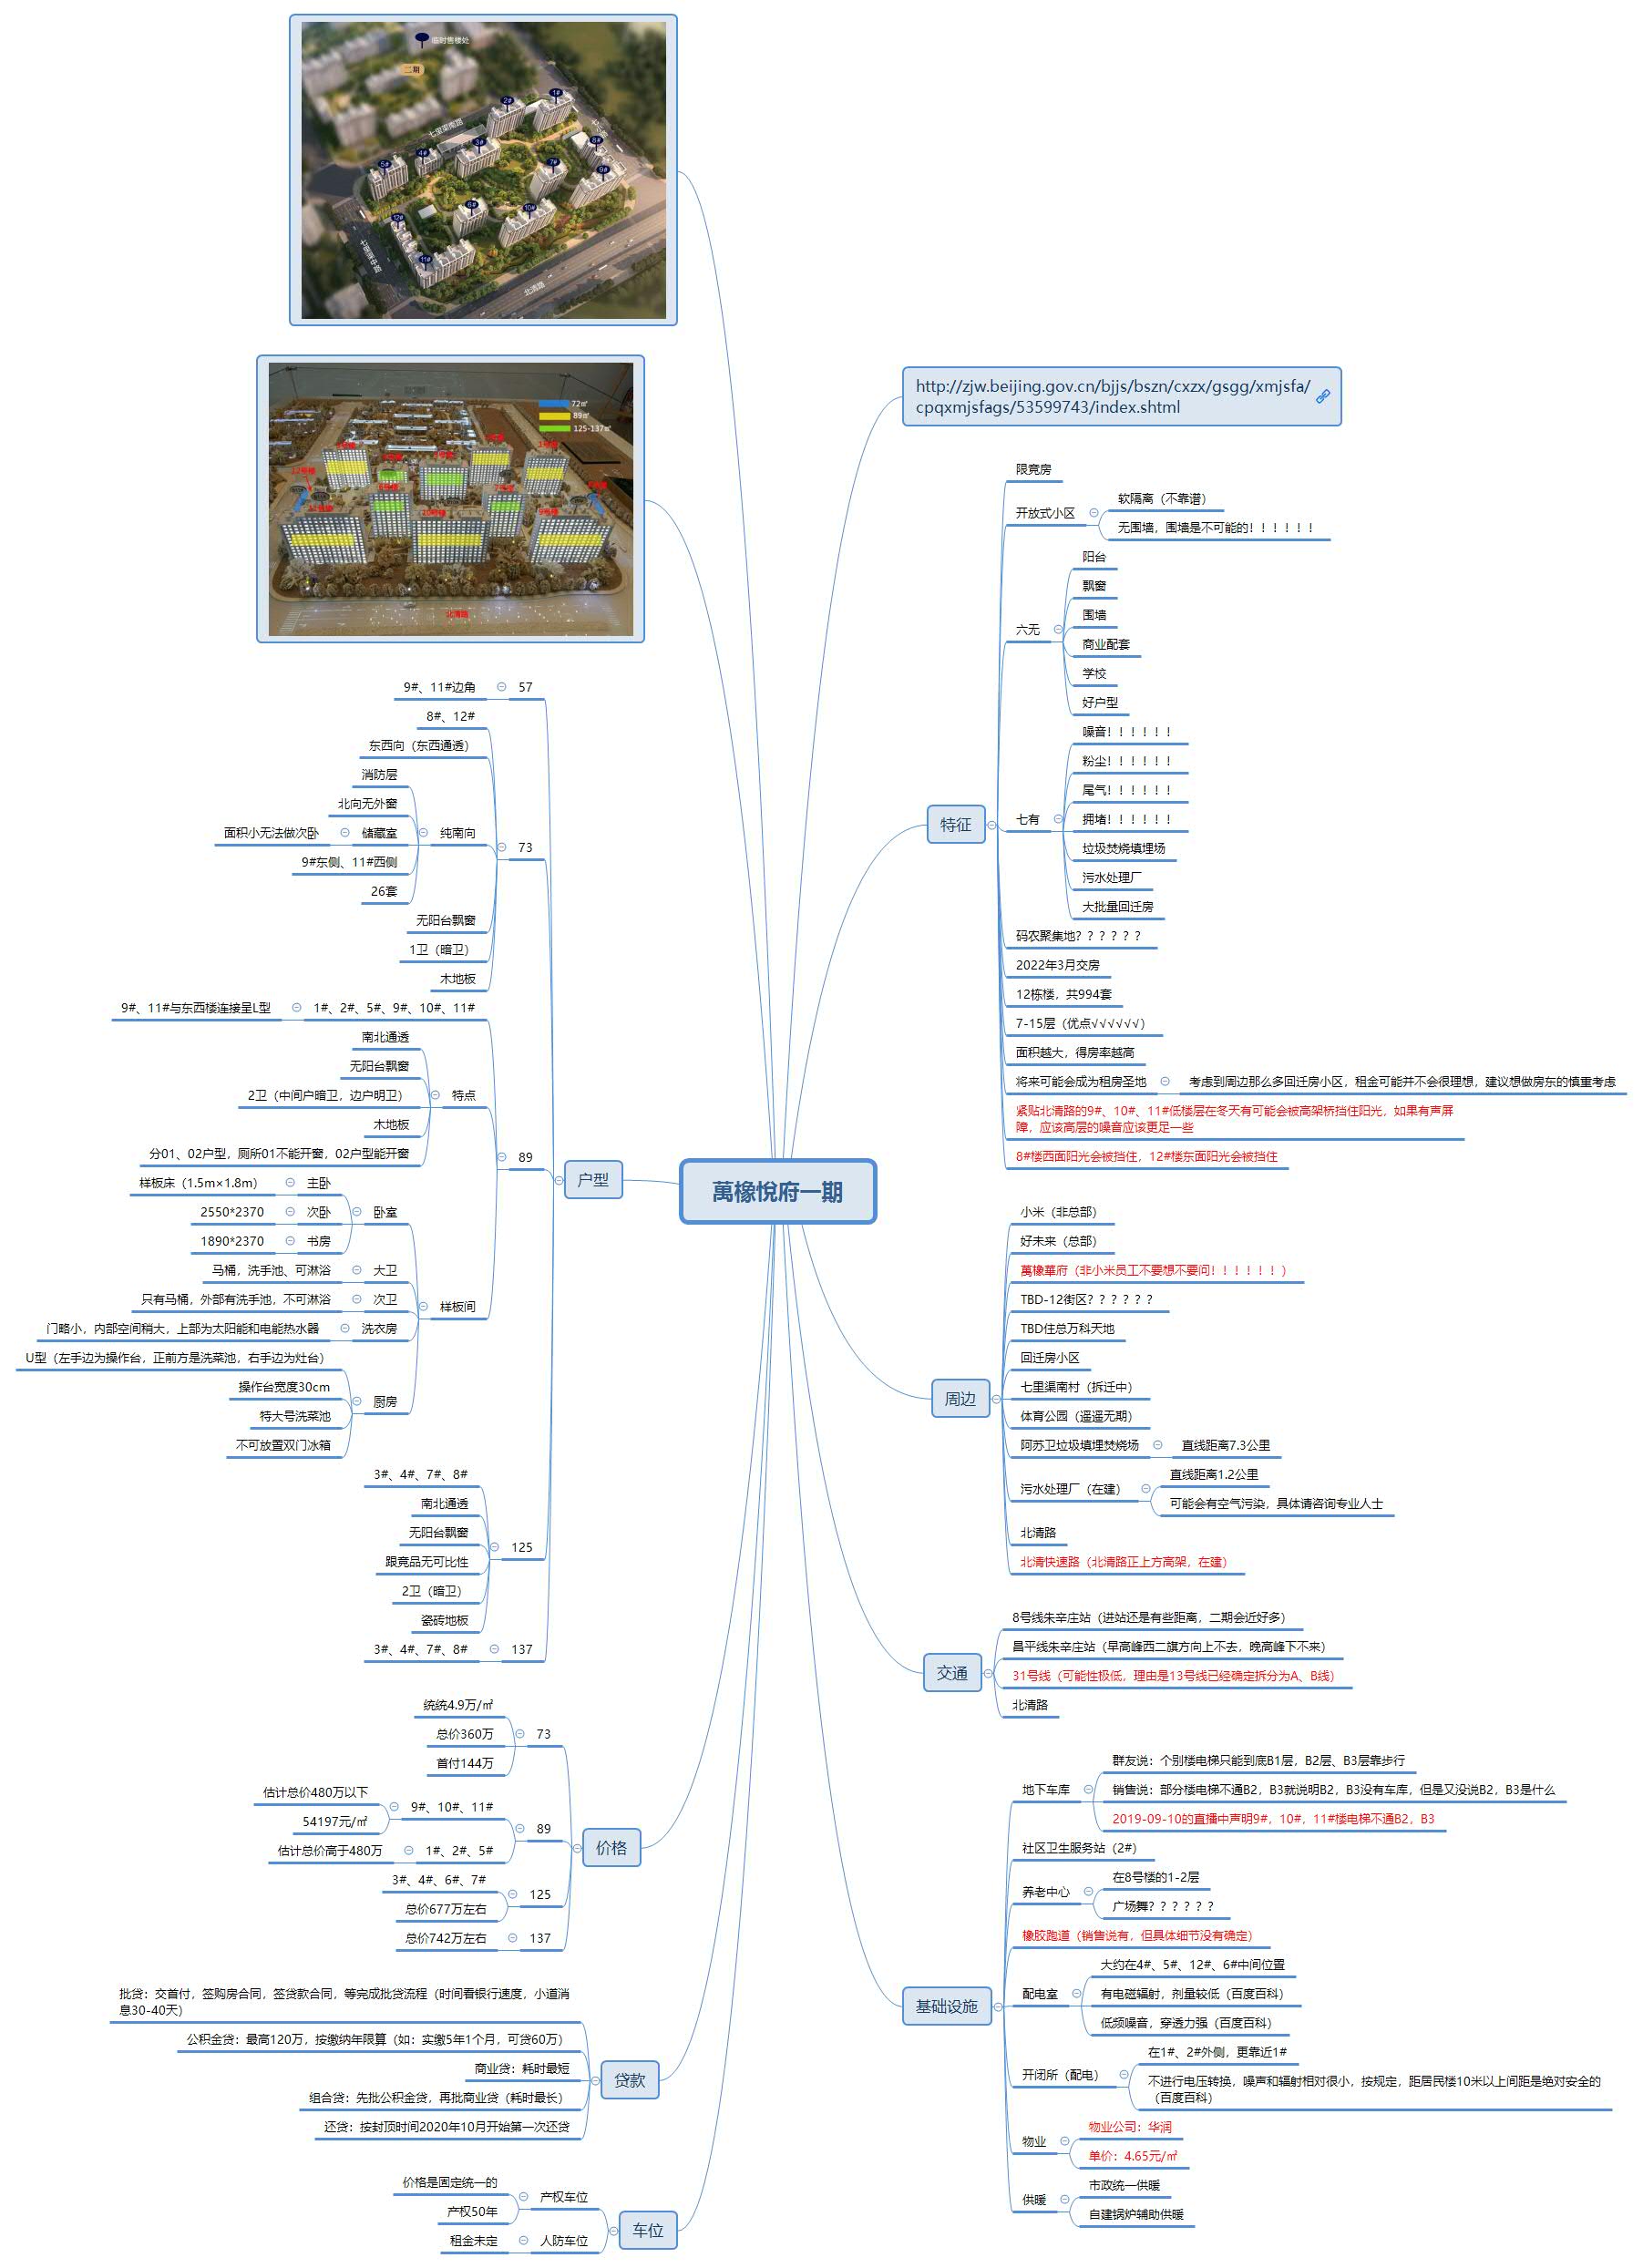 临时售楼处
二期
七里渠南路
1#
2#
3#
4#
5#
6#
7#
8#
9#
10#
11#
12#
北清路
72㎡
89㎡
125-137㎡
北清路
萬橡悅府一期
http://zjw.beijing.gov.cn/bjjs/bszn/cxzx/gsgg/xmjsfa/
cpqxmjsfags/53599743/index.shtml
特征
限竞房
开放式小区
软隔离（不靠谱）
无围墙，围墙是不可能的！！！！！！
六无
阳台
飘窗
围墙
商业配套
学校
好户型
七有
噪音！！！！！！
粉尘！！！！！！
尾气！！！！！！
拥堵！！！！！！
垃圾焚烧填埋场
污水处理厂
大批量回迁房
码农聚集地？？？？？？
2022年3月交房
12栋楼，共994套
7-15层（优点√√√√√√）
面积越大，得房率越高
将来可能会成为租房圣地
考虑到周边那么多回迁房小区，租金可能并不会很理想，建议想做房东的慎重考虑
紧贴北清路的9#、10#、11#低楼层在冬天有可能会被高架桥挡住阳光，如果有声屏
障，应该高层的噪音应该更足一些
8#楼西面阳光会被挡住，12#楼东面阳光会被挡住
周边
小米（非总部）
好未来（总部）
萬橡華府（非小米员工不要想不要问！！！！！！）
TBD-12街区？？？？？？
TBD住总万科天地
回迁房小区
七里渠南村（拆迁中）
体育公园（遥遥无期）
阿苏卫垃圾填埋焚烧场
直线距离7.3公里
污水处理厂（在建）
直线距离1.2公里
可能会有空气污染，具体请咨询专业人士
北清路
北清快速路（北清路正上方高架，在建）
交通
8号线朱辛庄站（进站还是有些距离，二期会近好多）
昌平线朱辛庄站（早高峰西二旗方向上不去，晚高峰下不来）
31号线（可能性极低，理由是13号线已经确定拆分为A、B线）
北清路
基础设施
地下车库
群友说：个别楼电梯只能到底B1层，B2层、B3层靠步行
销售说：部分楼电梯不通B2，B3就说明B2，B3没有车库，但是又没说B2，B3是什么
2019-09-10的直播中声明9#，10#，11#楼电梯不通B2，B3
社区卫生服务站（2#）
养老中心
在8号楼的1-2层
广场舞？？？？？？
橡胶跑道（销售说有，但具体细节没有确定）
配电室
大约在4#、5#、12#、6#中间位置
有电磁辐射，剂量较低（百度百科）
低频噪音，穿透力强（百度百科）
开闭所（配电）
在1#、2#外侧，更靠近1#
不进行电压转换，噪声和辐射相对很小，按规定，距居民楼10米以上间距是绝对安全的
（百度百科）
物业
物业公司：华润
单价：4.65元/㎡
供暖
市政统一供暖
自建锅炉辅助供暖
户型
57
9#、11#边角
73
8#、12#
东西向（东西通透）
纯南向
消防层
北向无外窗
储藏室
面积小无法做次卧
9#东侧、11#西侧
26套
无阳台飘窗
1卫（暗卫）
木地板
89
1#、2#、5#、9#、10#、11#
9#、11#与东西楼连接呈L型
特点
南北通透
无阳台飘窗
2卫（中间户暗卫，边户明卫）
木地板
分01、02户型，厕所01不能开窗，02户型能开窗
样板间
卧室
主卧
样板床（1.5m×1.8m）
次卧
2550*2370
书房
1890*2370
大卫
马桶，洗手池、可淋浴
次卫
只有马桶，外部有洗手池，不可淋浴
洗衣房
门略小，内部空间稍大，上部为太阳能和电能热水器
厨房
U型（左手边为操作台，正前方是洗菜池，右手边为灶台）
操作台宽度30cm
特大号洗菜池
不可放置双门冰箱
125
3#、4#、7#、8#
南北通透
无阳台飘窗
跟竞品无可比性
2卫（暗卫）
瓷砖地板
137
3#、4#、7#、8#
价格
73
统统4.9万/㎡
总价360万
首付144万
89
9#、10#、11#
估计总价480万以下
54197元/㎡
1#、2#、5#
估计总价高于480万
125
3#、4#、6#、7#
总价677万左右
137
总价742万左右
贷款
批贷：交首付，签购房合同，签贷款合同，等完成批贷流程（时间看银行速度，小道消
息30-40天）
公积金贷：最高120万，按缴纳年限算（如：实缴5年1个月，可贷60万）
商业贷：耗时最短
组合贷：先批公积金贷，再批商业贷（耗时最长）
还贷：按封顶时间2020年10月开始第一次还贷
车位
产权车位
价格是固定统一的
产权50年
人防车位
租金未定